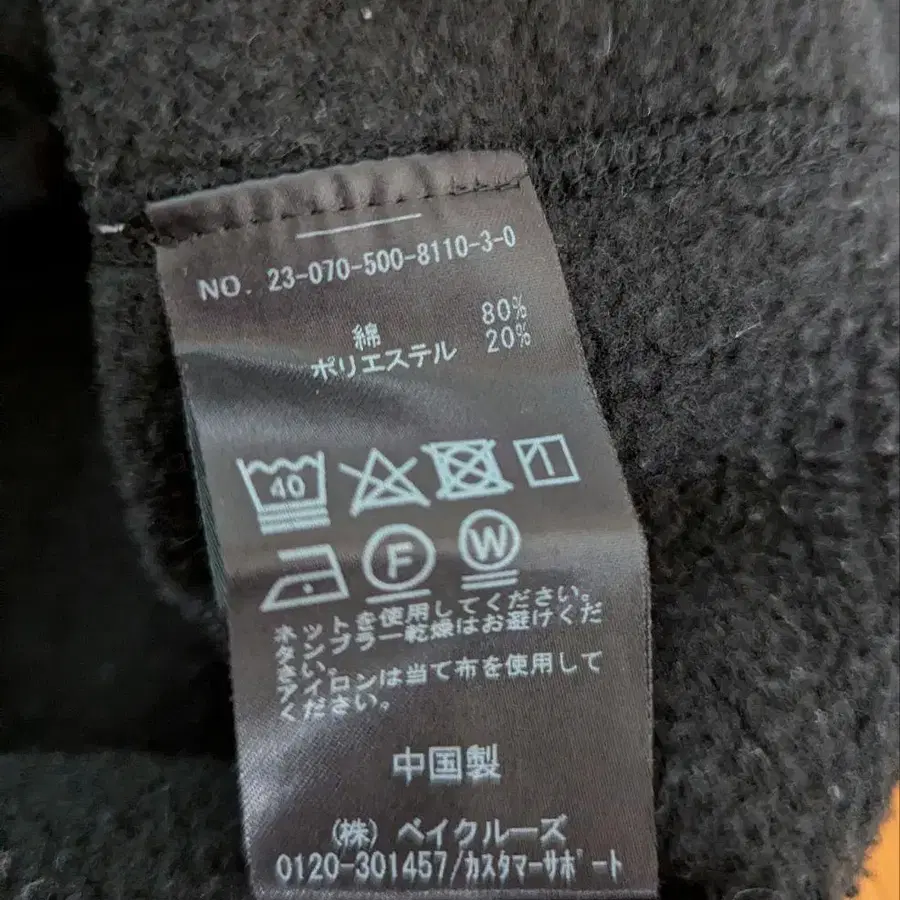 NO. 23-070-500-8110-3-0
綿 80%
ポリエステル 20%
40
F W
ネットを使用してください。
タンブラー乾燥はお避けくだ
さい。
アイロンは当て布を使用して
ください。
中国製
(株) ベイクルーズ
0120-301457/カスタマーサポート